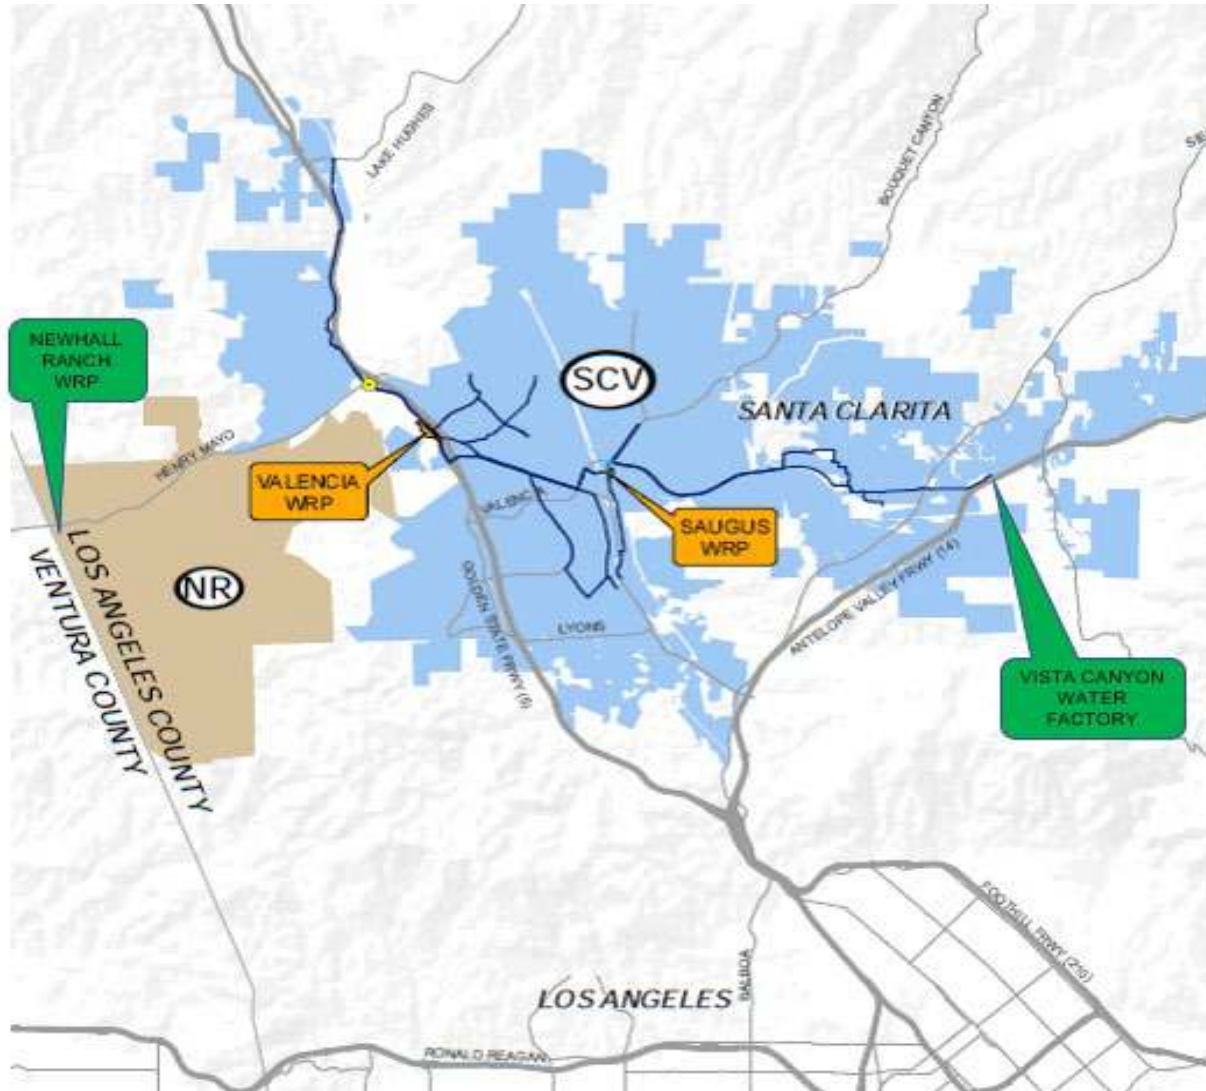 LAKE HUGHES
BOUQUET CANYON
NEWHALL
RANCH
WRP
SCV
SANTA CLARITA
HENRY MAYO
VALENCIA
WRP
VALENCIA
SAUGUS
WRP
LOS ANGELES COUNTY
VENTURA COUNTY
NR
GOLDEN STATE FRWY (5)
LYONS
ANTELOPE VALLEY FRWY (14)
VISTA CANYON
WATER
FACTORY
FOOTHILL FRWY (210)
BALBOA
LOS ANGELES
RONALD REAGAN